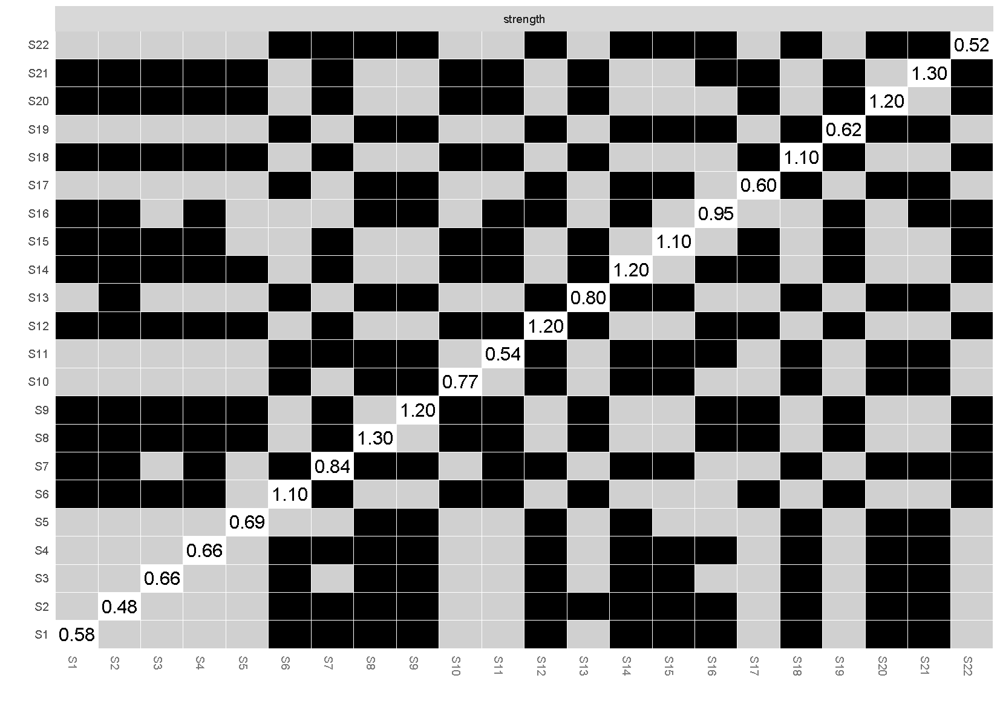 strength
S22 0.52
S21 1.30
S20 1.20
S19 0.62
S18 1.10
S17 0.60
S16 0.95
S15 1.10
S14 1.20
S13 0.80
S12 1.20
S11 0.54
S10 0.77
S9 1.20
S8 1.30
S7 0.84
S6 1.10
S5 0.69
S4 0.66
S3 0.66
S2 0.48
S1 0.58
S1 S2 S3 S4 S5 S6 S7 S8 S9 S10 S11 S12 S13 S14 S15 S16 S17 S18 S19 S20 S21 S22